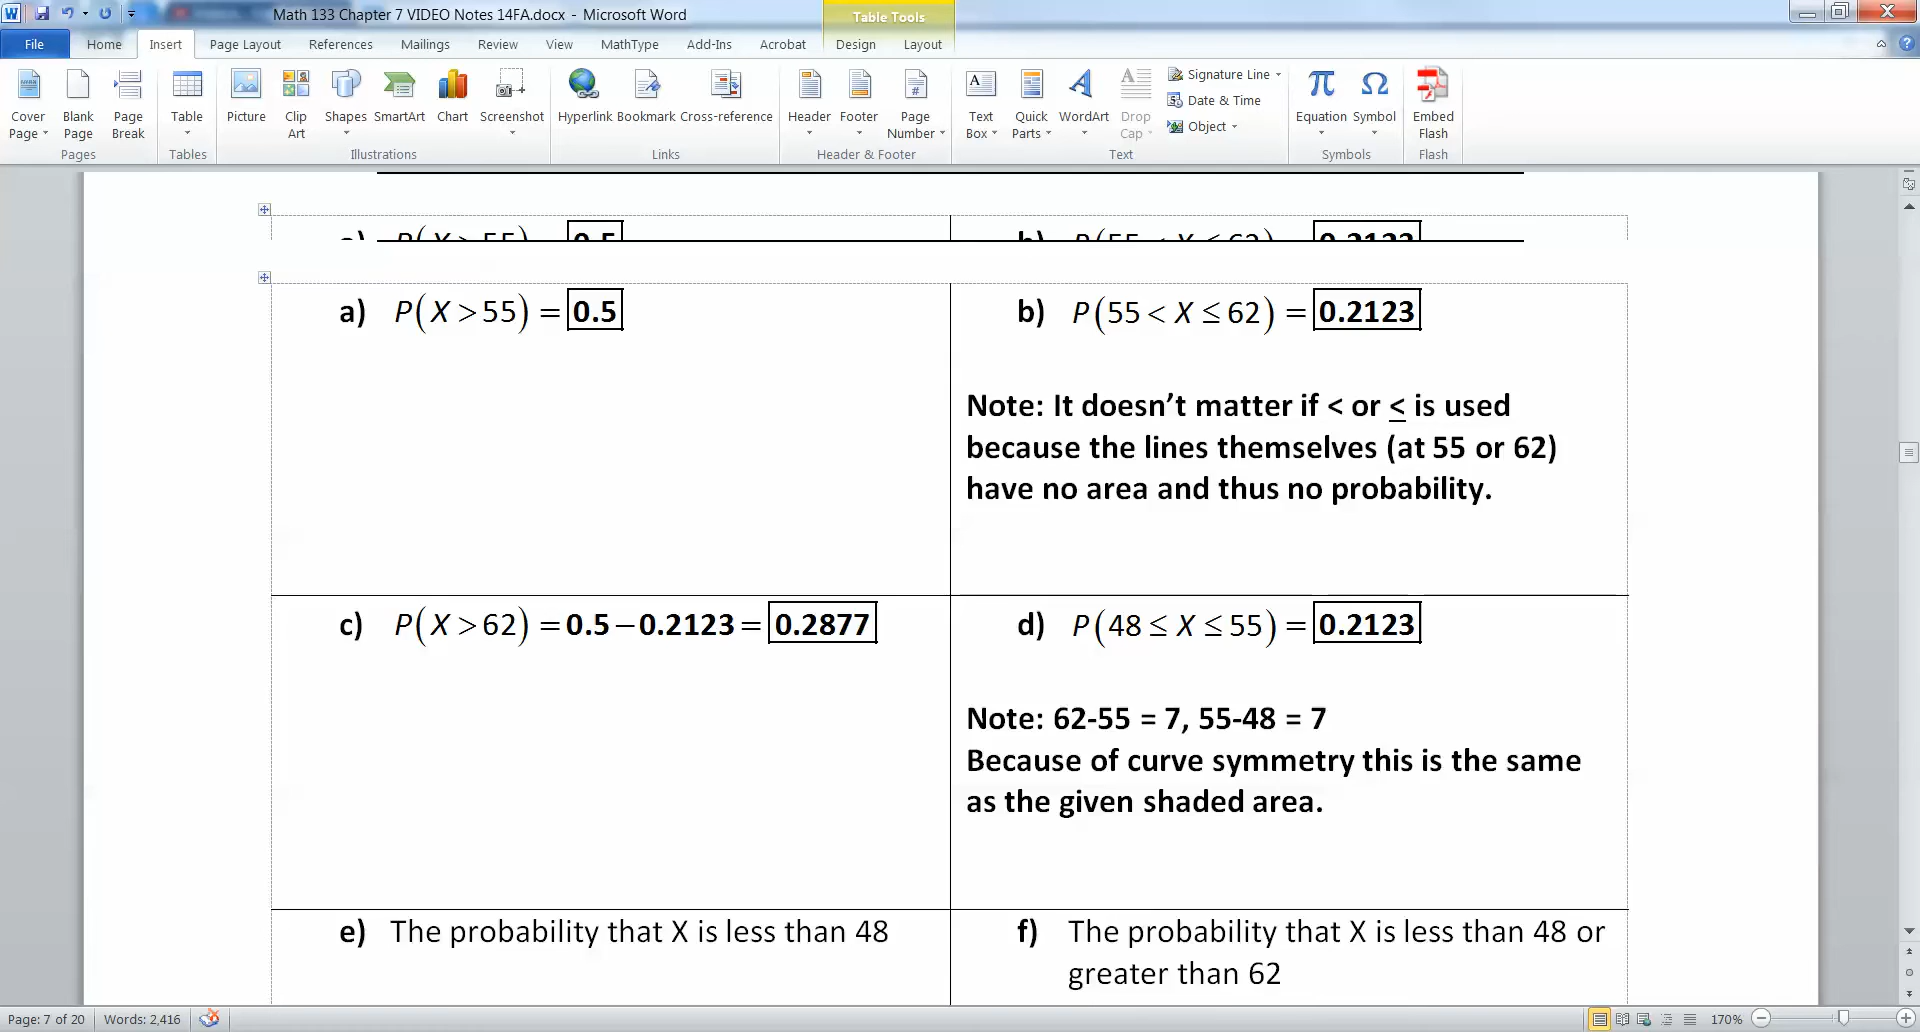 Math 133 Chapter 7 VIDEO Notes 14FA.docx - Microsoft Word
Table Tools
File Home Insert Page Layout References Mailings Review View MathType Add-Ins Acrobat Design Layout
Cover Page
Blank Page
Page Break
Table
Picture
Clip Art
Shapes
SmartArt
Chart
Screenshot
Hyperlink
Bookmark
Cross-reference
Header
Footer
Page Number
Text Box
Quick Parts
WordArt
Drop Cap
Signature Line
Date & Time
Object
Equation
Symbol
Embed Flash
Pages Tables Illustrations Links Header & Footer Text Symbols Flash
a) P(X > 55) = 0.5
b) P(55 < X ≤ 62) = 0.2123
a) P(X > 55) = 0.5
b) P(55 < X ≤ 62) = 0.2123
Note: It doesn't matter if < or < is used
because the lines themselves (at 55 or 62)
have no area and thus no probability.
c) P(X > 62) = 0.5 − 0.2123 = 0.2877
d) P(48 ≤ X ≤ 55) = 0.2123
Note: 62-55 = 7, 55-48 = 7
Because of curve symmetry this is the same
as the given shaded area.
e) The probability that X is less than 48
f) The probability that X is less than 48 or
greater than 62
Page: 7 of 20 Words: 2,416 170%